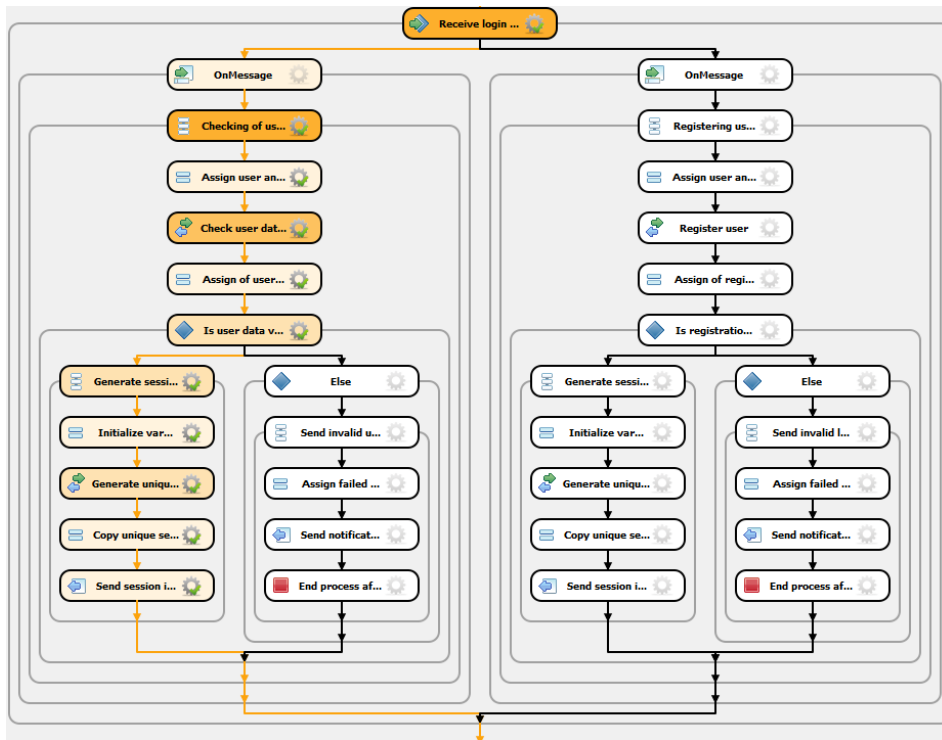 Receive login ...
OnMessage
OnMessage
Checking of us...
Registering us...
Assign user an...
Assign user an...
Check user dat...
Register user
Assign of user...
Assign of regi...
Is user data v...
Is registratio...
Generate sessi...
Else
Generate sessi...
Else
Initialize var...
Send invalid u...
Initialize var...
Send invalid l...
Generate uniqu...
Assign failed ...
Generate uniqu...
Assign failed ...
Copy unique se...
Send notificat...
Copy unique se...
Send notificat...
Send session i...
End process af...
Send session i...
End process af...